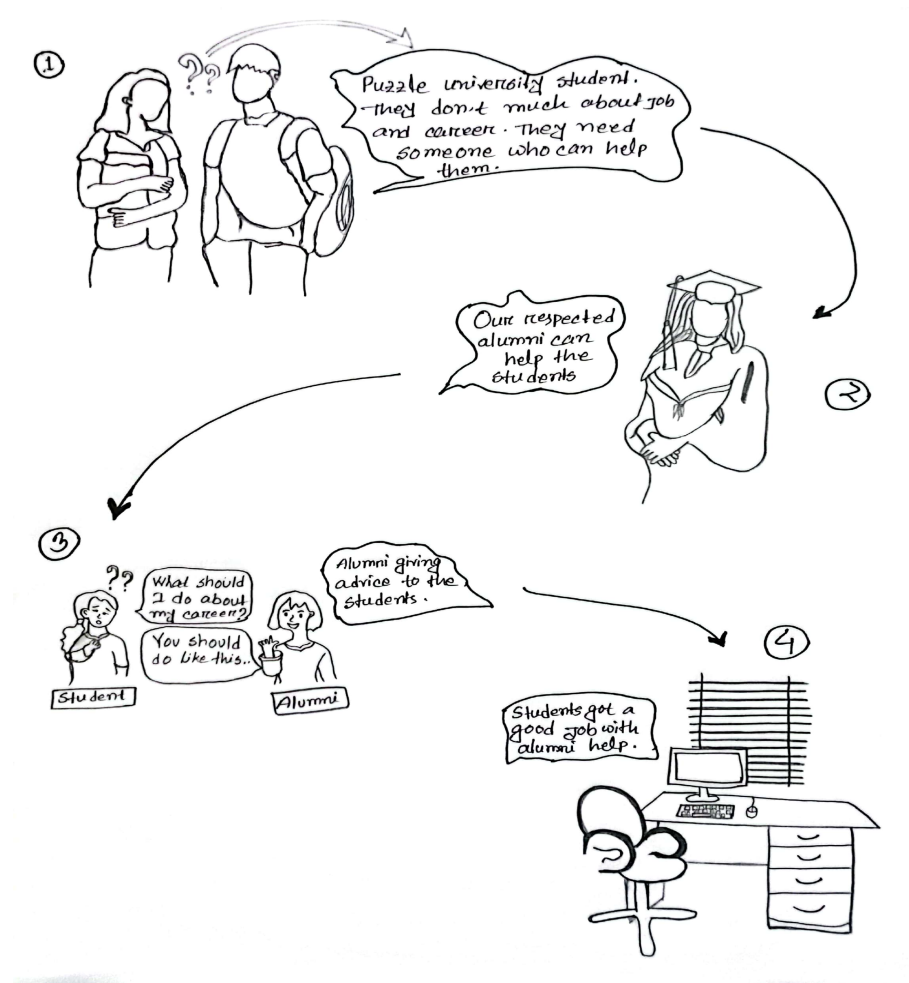 1
??
Puzzle university student.
They don't much about job
and career. They need
someone who can help
them.
Our respected
alumni can
help the
students
2
3
??
What should
I do about
my career?
Alumni giving
advice to the
students.
You should
do like this..
Student
Alumni
4
Students got a
good job with
alumni help.